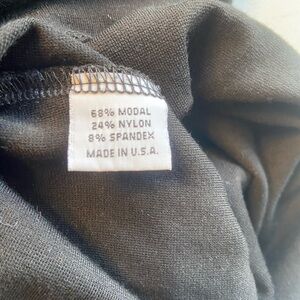 68% MODAL
24% NYLON
8% SPANDEX
MADE IN U.S.A.